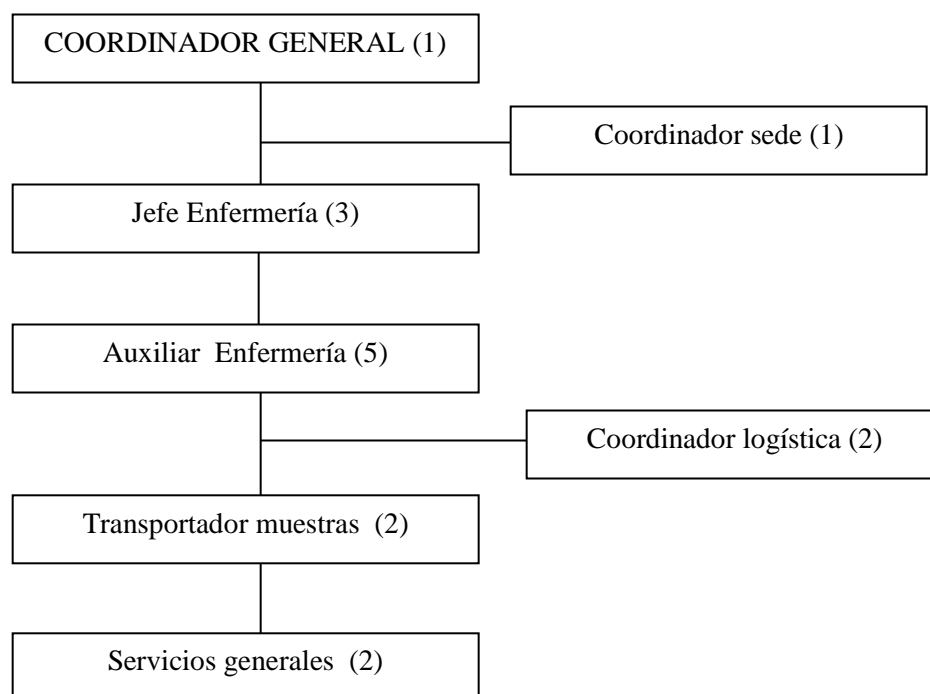 COORDINADOR GENERAL (1)
Coordinador sede (1)
Jefe Enfermería (3)
Auxiliar  Enfermería (5)
Coordinador logística (2)
Transportador muestras  (2)
Servicios generales  (2)